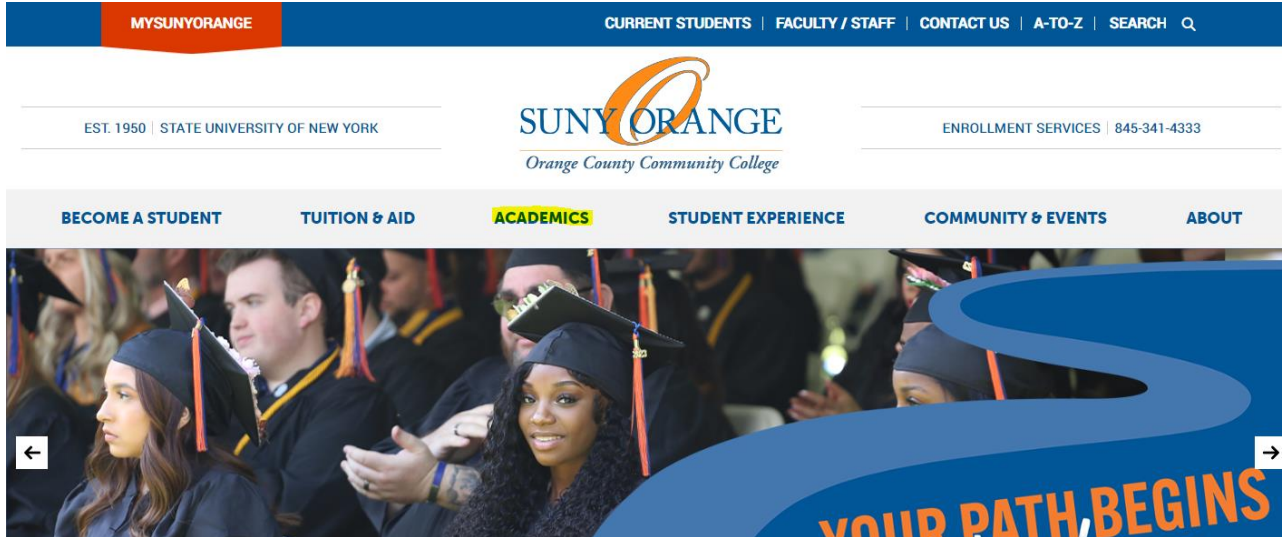 MYSUNYORANGE
CURRENT STUDENTS | FACULTY / STAFF | CONTACT US | A-TO-Z | SEARCH
EST. 1950 | STATE UNIVERSITY OF NEW YORK
SUNY ORANGE
Orange County Community College
ENROLLMENT SERVICES | 845-341-4333
BECOME A STUDENT TUITION & AID ACADEMICS STUDENT EXPERIENCE COMMUNITY & EVENTS ABOUT
YOUR PATH BEGINS